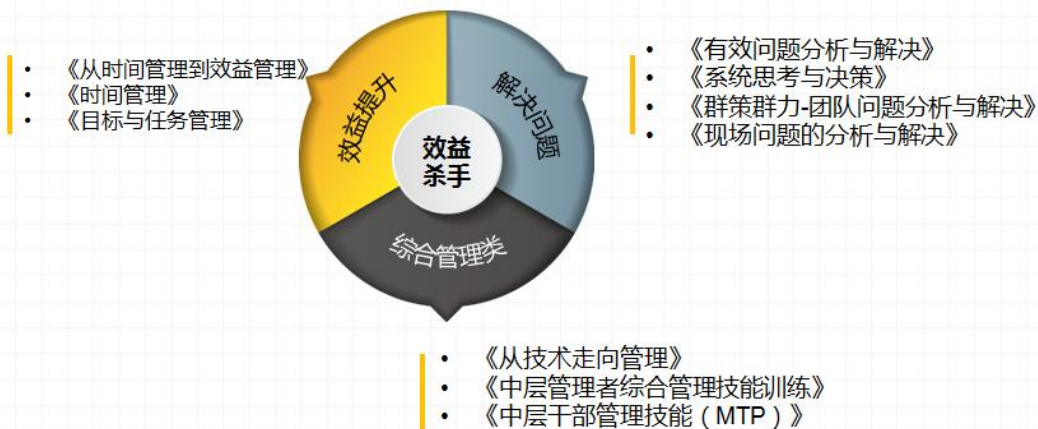 《从时间管理到效益管理》
《时间管理》
《目标与任务管理》
效益提升
解决问题
效益
杀手
综合管理类
《有效问题分析与解决》
《系统思考与决策》
《群策群力-团队问题分析与解决》
《现场问题的分析与解决》
《从技术走向管理》
《中层管理者综合管理技能训练》
《中层干部管理技能（MTP）》